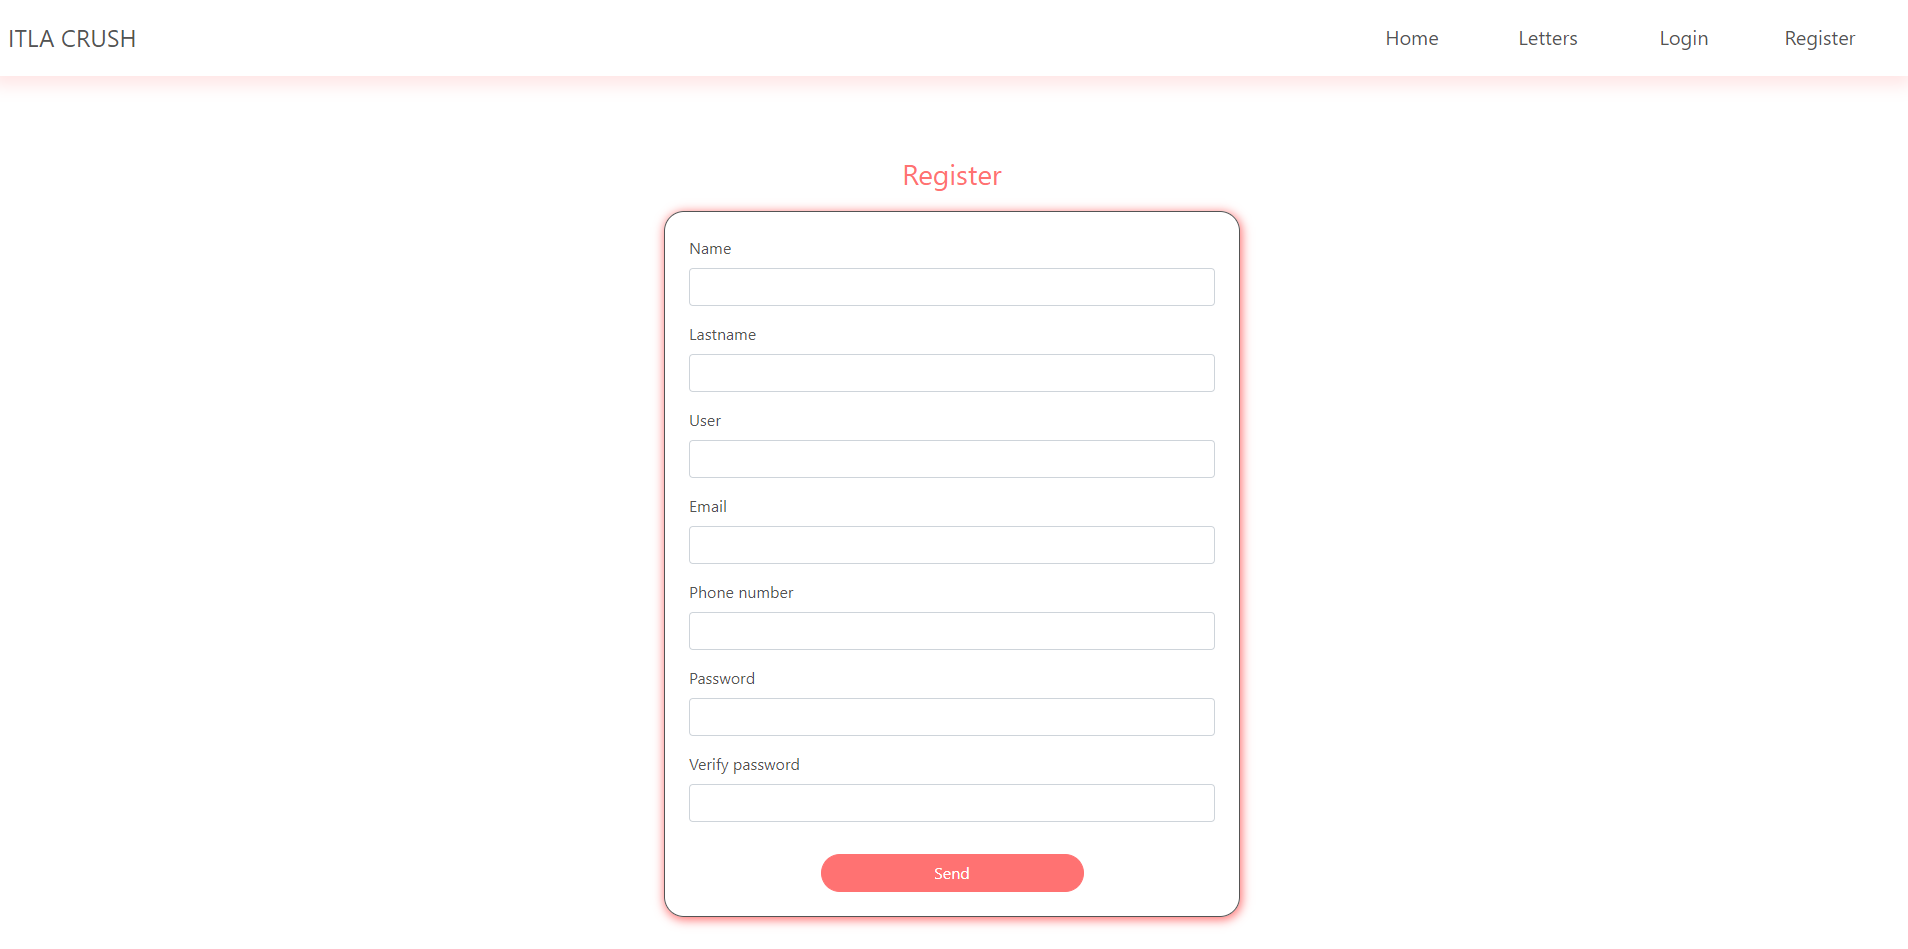 ITLA CRUSH Home Letters Login Register
Register
Name
Lastname
User
Email
Phone number
Password
Verify password
Send